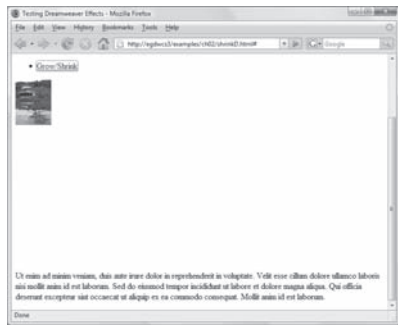 Testing Dreamweaver Effects - Mozilla Firefox
File Edit View History Bookmarks Tools Help
http://egdwcs3/examples/ch02/shrink0.html#
Google
Grow/Shrink
Ut enim ad minim veniam, duis aute irure dolor in reprehenderit in voluptate. Velit esse cillum dolore ullamco laboris
nisi mollit anim id est laborum. Sed do eiusmod tempor incididunt ut labore et dolore magna aliqua. Qui officia
deserunt excepteur sint occaecat ut aliquip ex ea commodo consequat. Mollit anim id est laborum.
Done